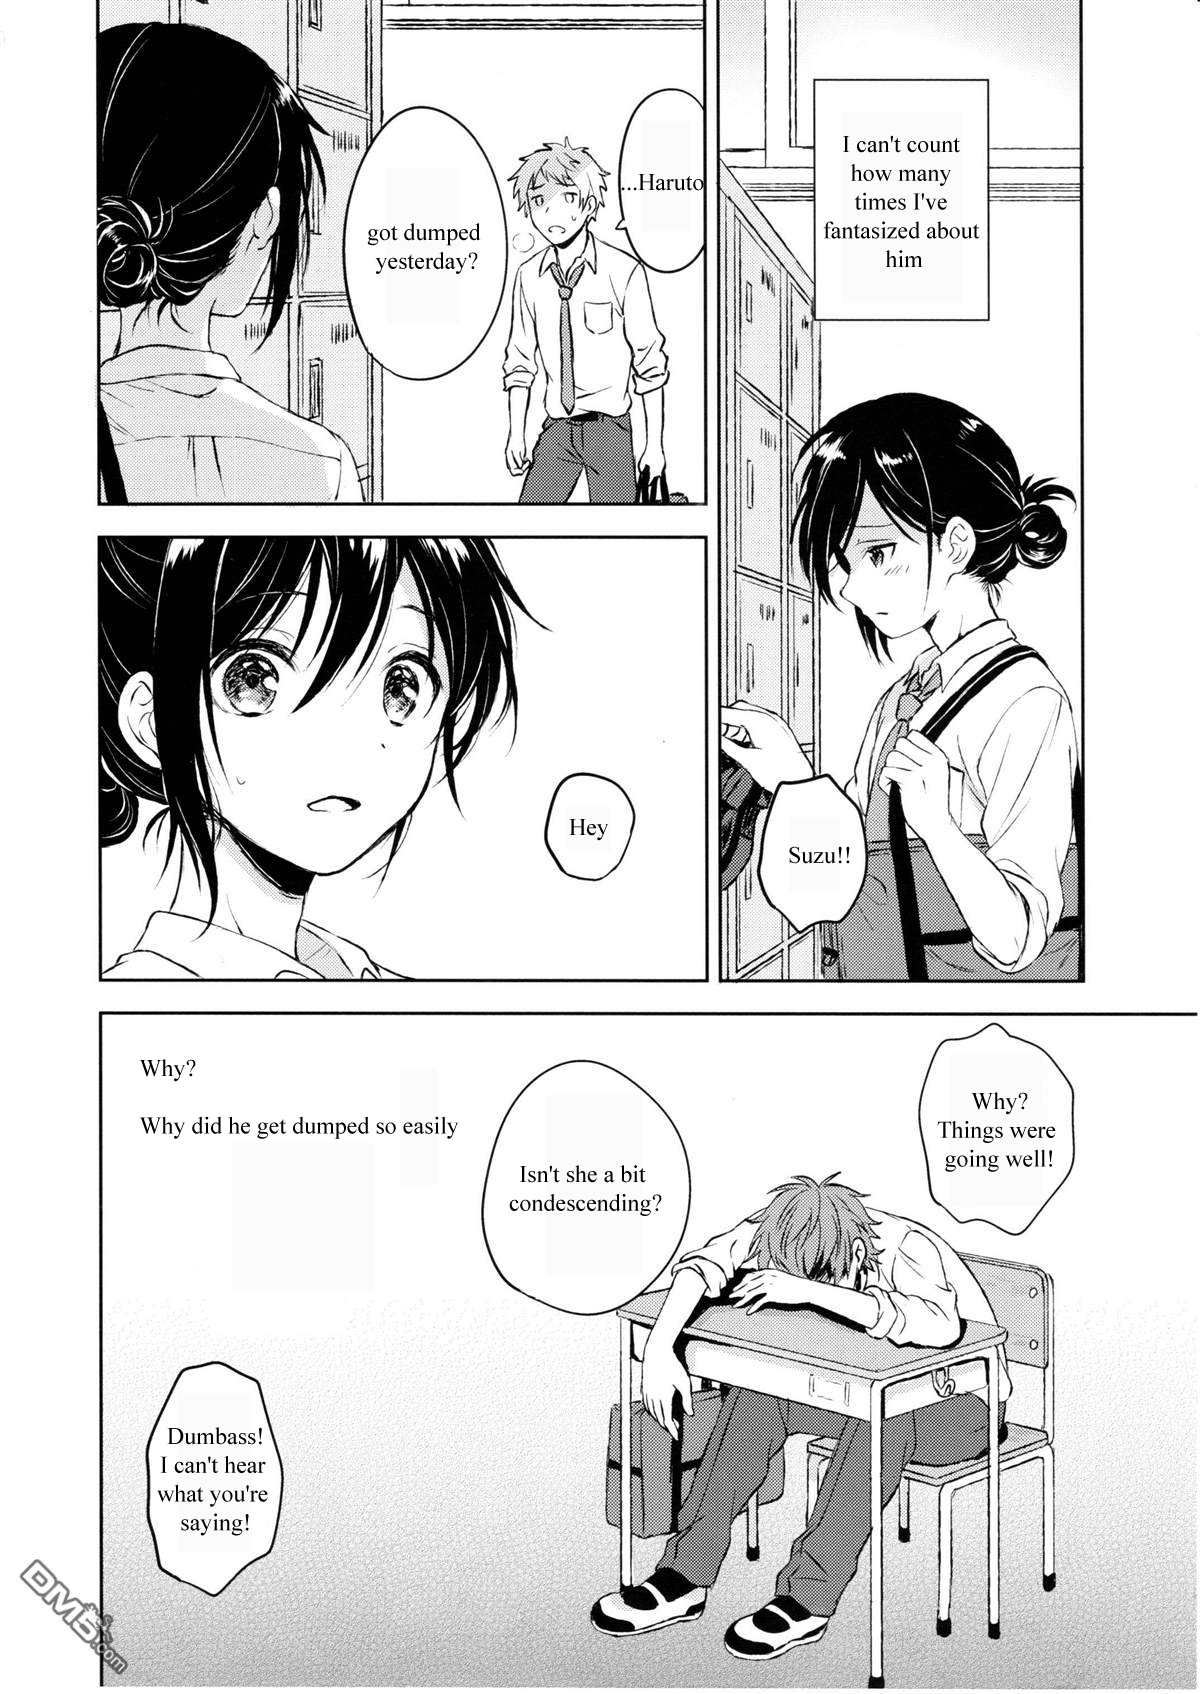 I can't count
how many
times I've
fantasized about
him
Suzu!!
...Haruto
got dumped
yesterday?
Hey
Why?
Things were
going well!
Isn't she a bit
condescending?
Why?
Why did he get dumped so easily
Dumbass!
I can't hear
what you're
saying!
DMS
.com